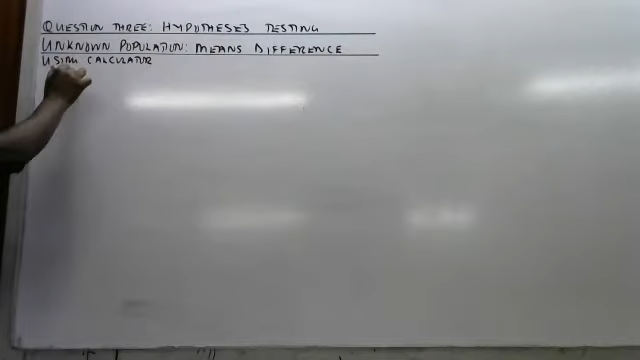 QUESTION THREE: HYPOTHESES TESTING
UNKNOWN POPULATION: MEANS DIFFERENCE
USING CALCULATOR